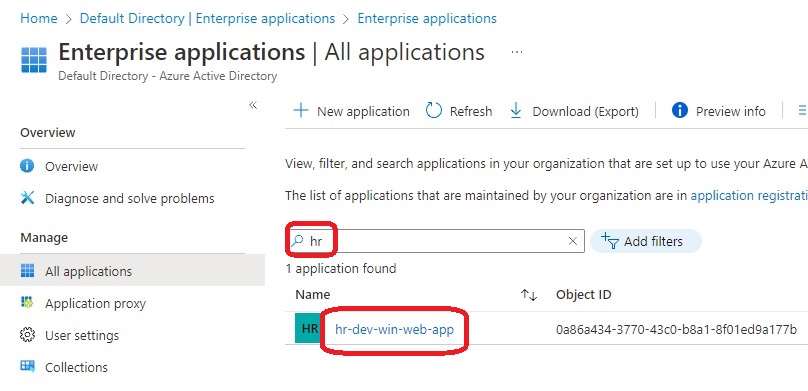 Home > Default Directory | Enterprise applications > Enterprise applications
Enterprise applications | All applications ...
Default Directory - Azure Active Directory
«
+ New application Refresh Download (Export) Preview info
Overview
Overview
Diagnose and solve problems
Manage
All applications
Application proxy
User settings
Collections
View, filter, and search applications in your organization that are set up to use your Azure A
The list of applications that are maintained by your organization are in application registrati
hr × Add filters
1 application found
Name ↑↓ Object ID
HR hr-dev-win-web-app 0a86a434-3770-43c0-b8a1-8f01ed9a177b